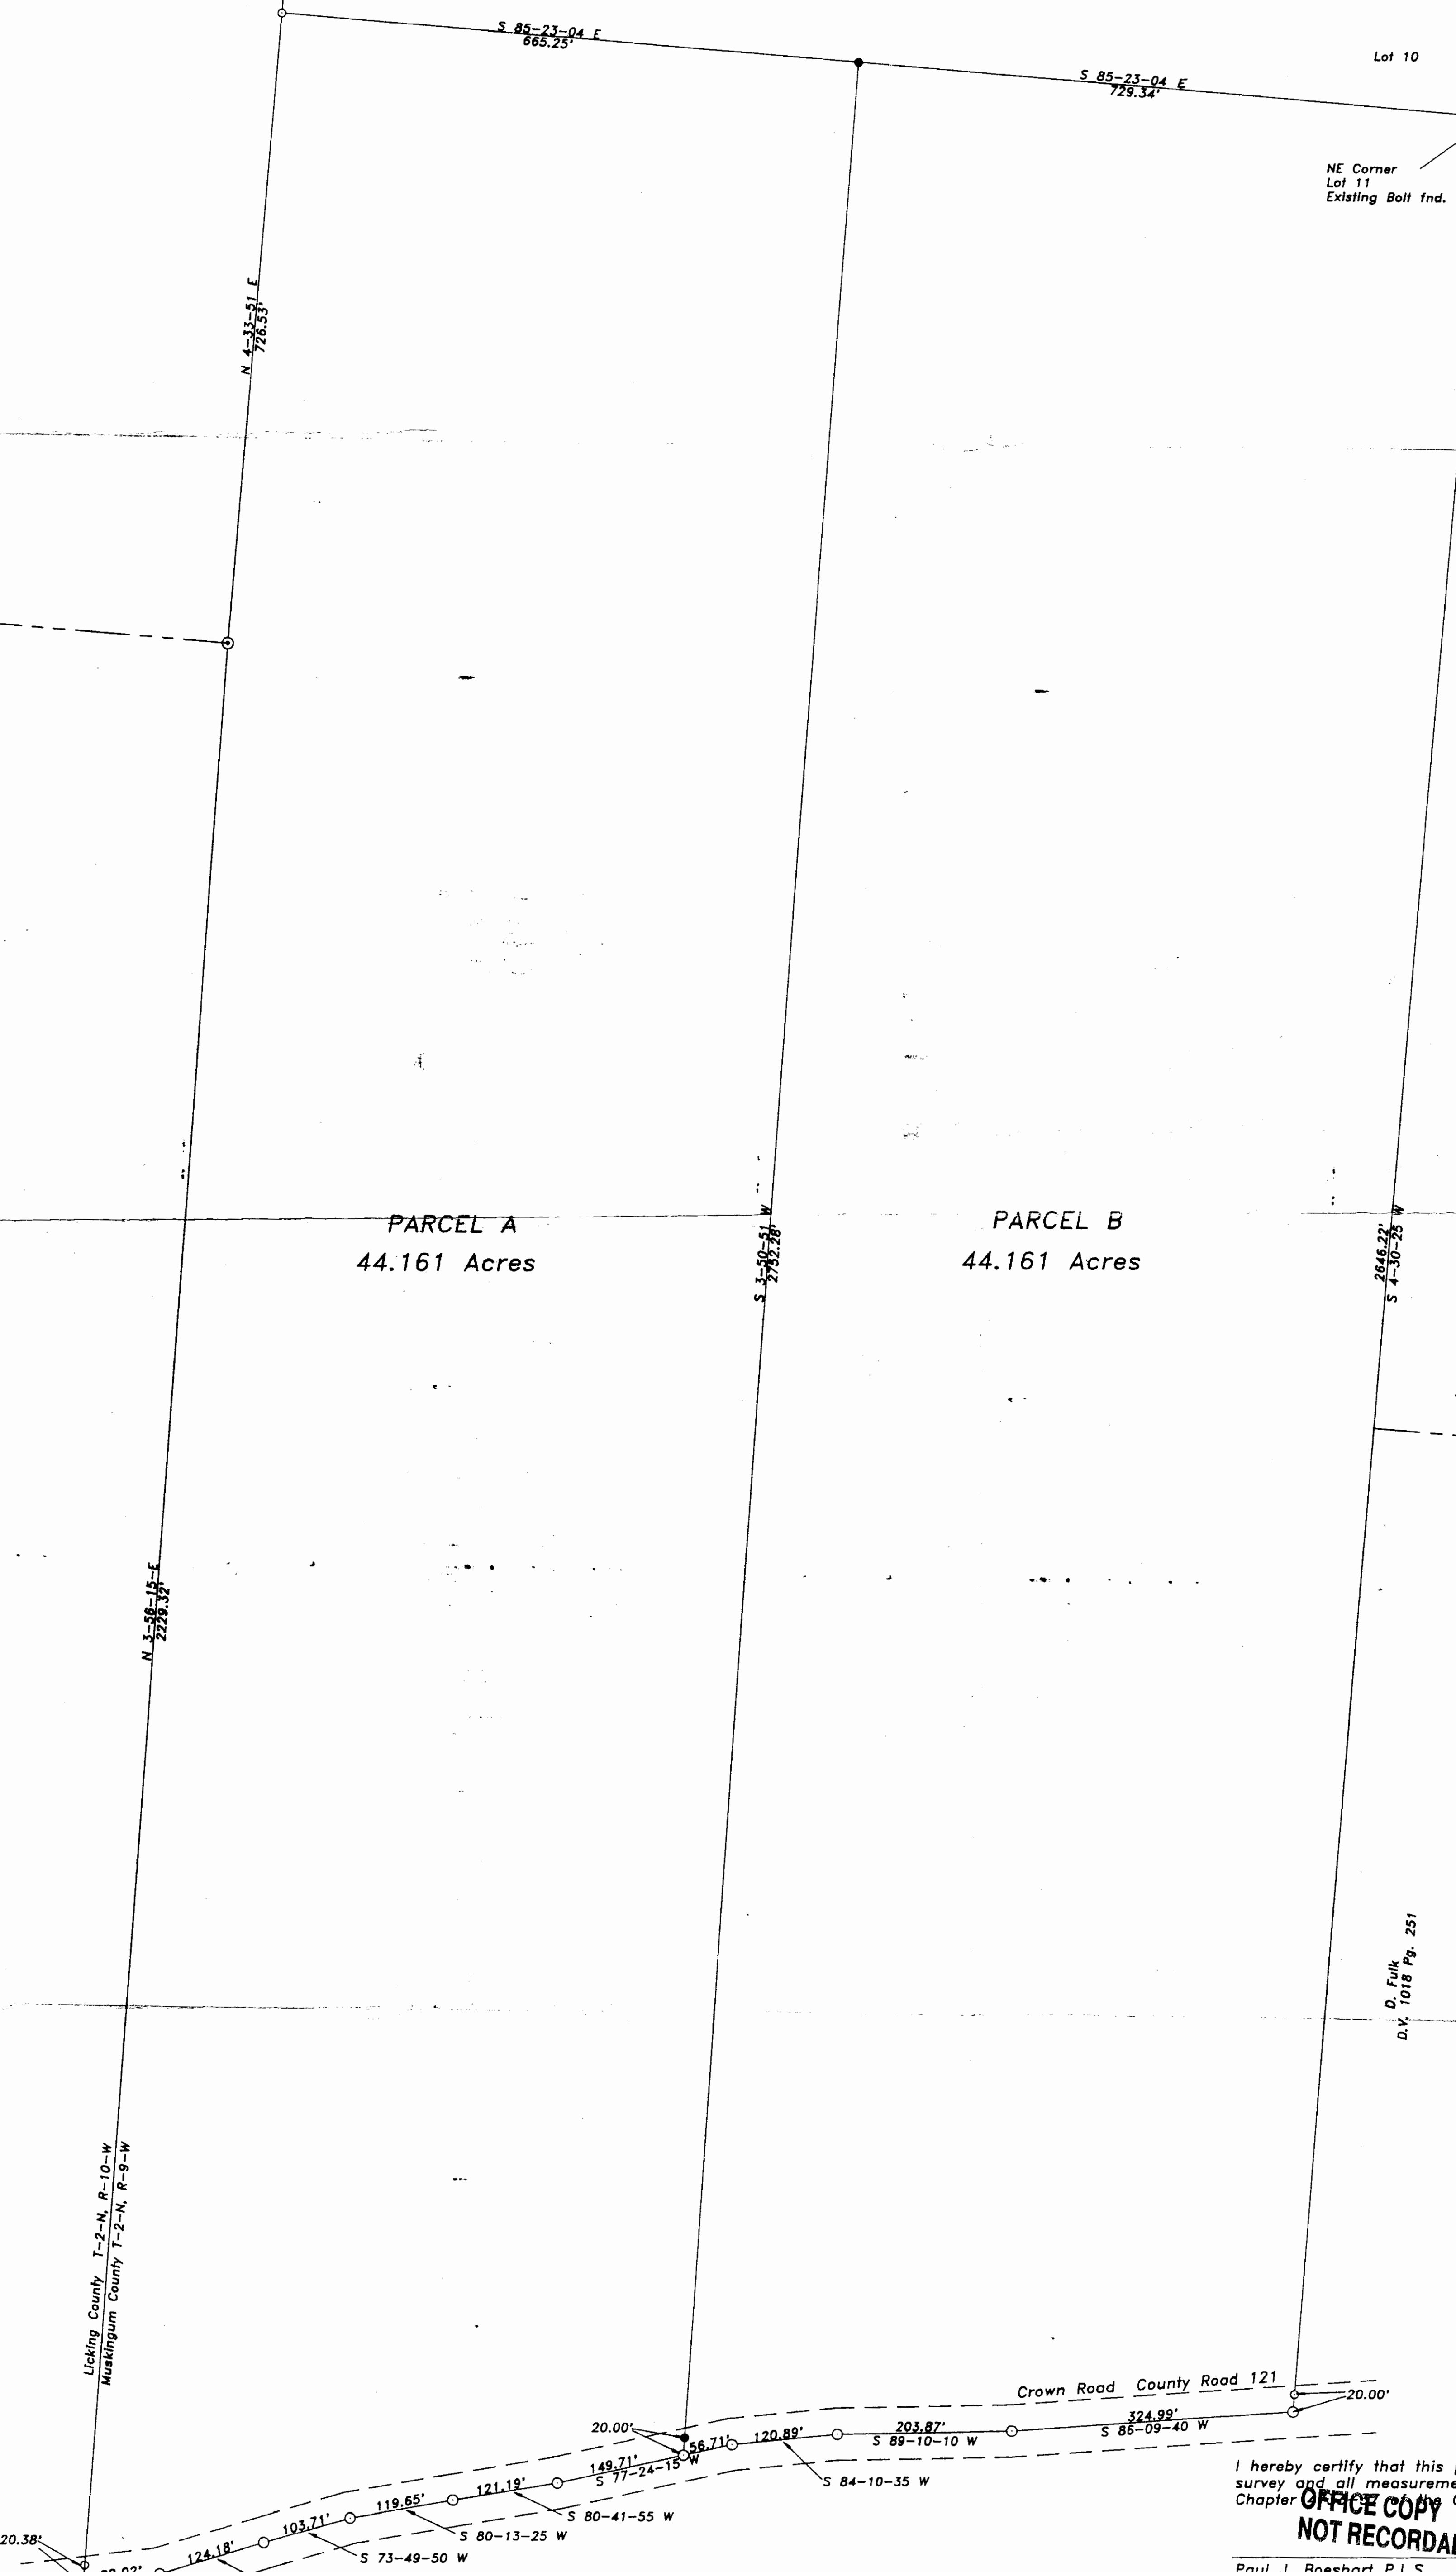 S 85-23-04 E
665.25'
S 85-23-04 E
729.34'
Lot 10
NE Corner
Lot 11
Existing Bolt fnd.
N 4-33-51 E
726.53'
PARCEL A
44.161 Acres
PARCEL B
44.161 Acres
S 3-50-51 W
2752.28'
2646.22'
S 4-30-25 W
N 3-56-15-E
2229.32'
D. Fulk
D.V. 1018 Pg. 251
Licking County T-2-N, R-10-W
Muskingum County T-2-N, R-9-W
Crown Road County Road 121
20.00'
20.00'
324.99'
S 86-09-40 W
203.87'
S 89-10-10 W
120.89'
S 84-10-35 W
56.71'
149.71'
S 77-24-15 W
121.19'
S 80-41-55 W
119.65'
S 80-13-25 W
103.71'
S 73-49-50 W
124.18'
20.38'
I hereby certify that this
survey and all measureme
Chapter of the
OFFICE COPY
NOT RECORDA
Paul J. Boeshart P.L.S.